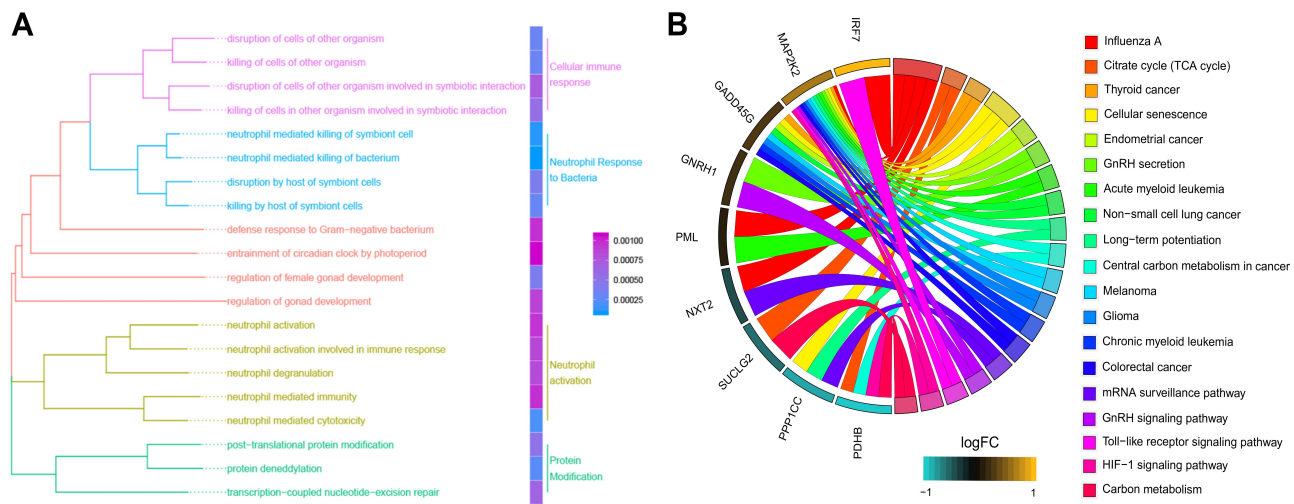 A
disruption of cells of other organism
killing of cells of other organism
disruption of cells of other organism involved in symbiotic interaction
killing of cells in other organism involved in symbiotic interaction
neutrophil mediated killing of symbiont cell
neutrophil mediated killing of bacterium
disruption by host of symbiont cells
killing by host of symbiont cells
defense response to Gram−negative bacterium
entrainment of circadian clock by photoperiod
regulation of female gonad development
regulation of gonad development
neutrophil activation
neutrophil activation involved in immune response
neutrophil degranulation
neutrophil mediated immunity
neutrophil mediated cytotoxicity
post−translational protein modification
protein deneddylation
transcription−coupled nucleotide−excision repair
Cellular immune
response
Neutrophil Response
to Bacteria
Neutrophil
activation
Protein
Modification
0.00100
0.00075
0.00050
0.00025
B
IRF7
MAP2K2
GADD45G
GNRH1
PML
NXT2
SUCLG2
PPP1CC
PDHB
logFC
−1
1
Influenza A
Citrate cycle (TCA cycle)
Thyroid cancer
Cellular senescence
Endometrial cancer
GnRH secretion
Acute myeloid leukemia
Non−small cell lung cancer
Long−term potentiation
Central carbon metabolism in cancer
Melanoma
Glioma
Chronic myeloid leukemia
Colorectal cancer
mRNA surveillance pathway
GnRH signaling pathway
Toll−like receptor signaling pathway
HIF−1 signaling pathway
Carbon metabolism